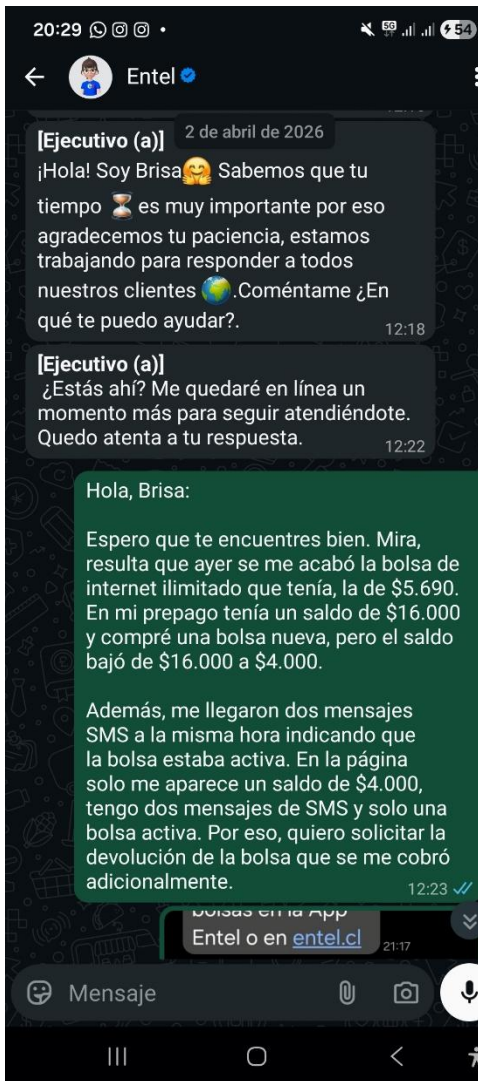 20:29
5G
54
Entel
2 de abril de 2026
[Ejecutivo (a)]
¡Hola! Soy Brisa🤗 Sabemos que tu
tiempo ⏳ es muy importante por eso
agradecemos tu paciencia, estamos
trabajando para responder a todos
nuestros clientes 🌍.Coméntame ¿En
qué te puedo ayudar?.
12:18
[Ejecutivo (a)]
¿Estás ahí? Me quedaré en línea un
momento más para seguir atendiéndote.
Quedo atenta a tu respuesta.
12:22
Hola, Brisa:
Espero que te encuentres bien. Mira,
resulta que ayer se me acabó la bolsa de
internet ilimitado que tenía, la de $5.690.
En mi prepago tenía un saldo de $16.000
y compré una bolsa nueva, pero el saldo
bajó de $16.000 a $4.000.
Además, me llegaron dos mensajes
SMS a la misma hora indicando que
la bolsa estaba activa. En la página
solo me aparece un saldo de $4.000,
tengo dos mensajes de SMS y solo una
bolsa activa. Por eso, quiero solicitar la
devolución de la bolsa que se me cobró
adicionalmente.
12:23
bolsas en la App
Entel o en entel.cl
21:17
Mensaje